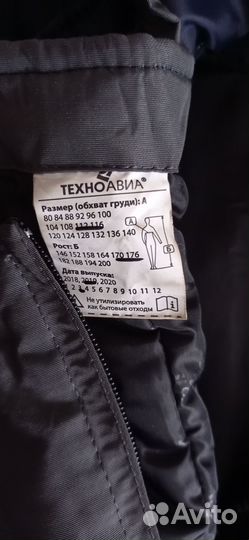 ТЕХНОАВИА®
Размер (обхват груди): А
80 84 88 92 96 100
104 108 112 116
120 124 128 132 136 140
Рост: Б
146 152 158 164 170 176
182 188 194 200
Дата выпуска:
2018, 2019, 2020
2 3 4 5 6 7 8 9 10 11 12
Не утилизировать
как бытовые отходы
А
Б
Avito